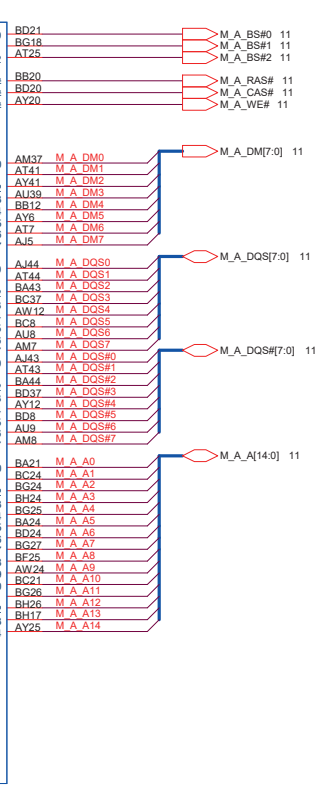 BD21 M_A_BS#0 11
BG18 M_A_BS#1 11
AT25 M_A_BS#2 11
BB20 M_A_RAS# 11
BD20 M_A_CAS# 11
AY20 M_A_WE# 11
M_A_DM[7:0] 11
AM37 M_A_DM0
AT41 M_A_DM1
AY41 M_A_DM2
AU39 M_A_DM3
BB12 M_A_DM4
AY6 M_A_DM5
AT7 M_A_DM6
AJ5 M_A_DM7
M_A_DQS[7:0] 11
AJ44 M_A_DQS0
AT44 M_A_DQS1
BA43 M_A_DQS2
BC37 M_A_DQS3
AW12 M_A_DQS4
BC8 M_A_DQS5
AU8 M_A_DQS6
AM7 M_A_DQS7
M_A_DQS#[7:0] 11
AJ43 M_A_DQS#0
AT43 M_A_DQS#1
BA44 M_A_DQS#2
BD37 M_A_DQS#3
AY12 M_A_DQS#4
BD8 M_A_DQS#5
AU9 M_A_DQS#6
AM8 M_A_DQS#7
M_A_A[14:0] 11
BA21 M_A_A0
BC24 M_A_A1
BG24 M_A_A2
BH24 M_A_A3
BG25 M_A_A4
BA24 M_A_A5
BD24 M_A_A6
BG27 M_A_A7
BF25 M_A_A8
AW24 M_A_A9
BC21 M_A_A10
BG26 M_A_A11
BH26 M_A_A12
BH17 M_A_A13
AY25 M_A_A14